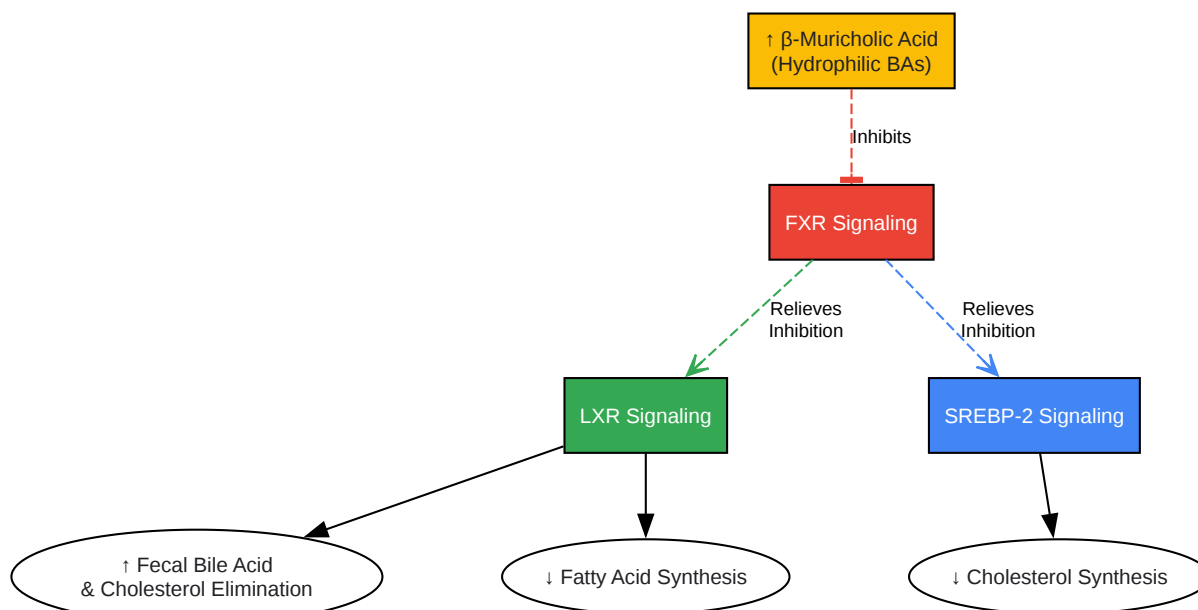 ↑ β-Muricholic Acid
(Hydrophilic BAs)
Inhibits
FXR Signaling
Relieves
Inhibition
Relieves
Inhibition
LXR Signaling
SREBP-2 Signaling
↑ Fecal Bile Acid
& Cholesterol Elimination
↓ Fatty Acid Synthesis
↓ Cholesterol Synthesis